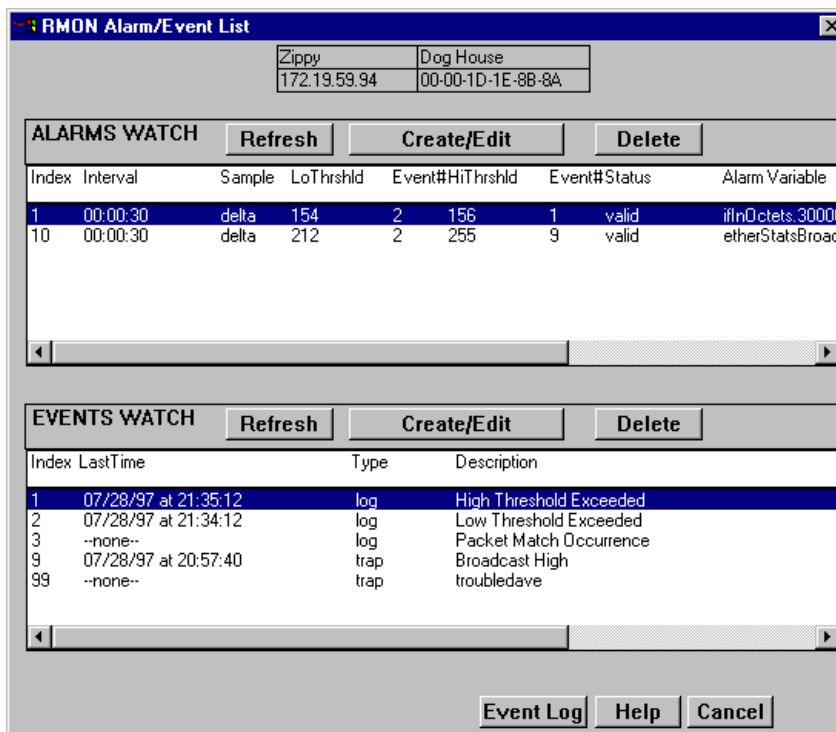 RMON Alarm/Event List
Zippy Dog House
172.19.59.94 00-00-1D-1E-8B-8A
ALARMS WATCH Refresh Create/Edit Delete
Index Interval Sample LoThrshld Event# HiThrshld Event# Status Alarm Variable
1 00:00:30 delta 154 2 156 1 valid ifInOctets.3000
10 00:00:30 delta 212 2 255 9 valid etherStatsBroad
EVENTS WATCH Refresh Create/Edit Delete
Index LastTime Type Description
1 07/28/97 at 21:35:12 log High Threshold Exceeded
2 07/28/97 at 21:34:12 log Low Threshold Exceeded
3 --none-- log Packet Match Occurrence
9 07/28/97 at 20:57:40 trap Broadcast High
99 --none-- trap troubledave
Event Log Help Cancel